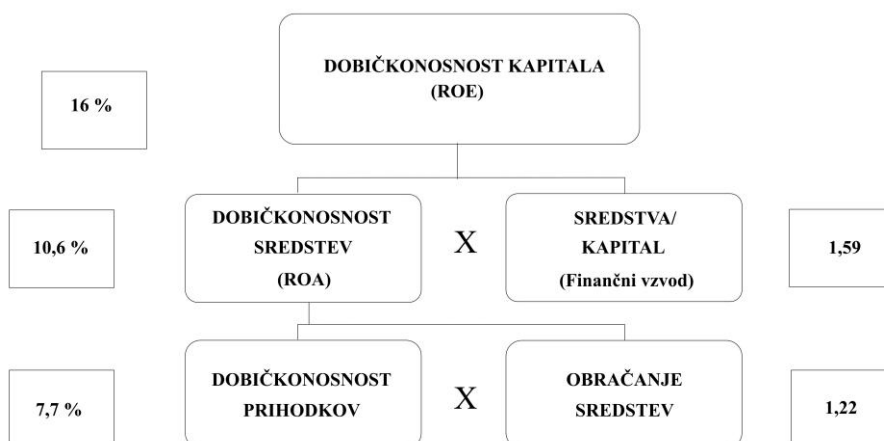 DOBIČKONOSNOST KAPITALA
(ROE)
16 %
DOBIČKONOSNOST
SREDSTEV
(ROA)
X
SREDSTVA/
KAPITAL
(Finančni vzvod)
10,6 %
1,59
DOBIČKONOSNOST
PRIHODKOV
X
OBRAČANJE
SREDSTEV
7,7 %
1,22